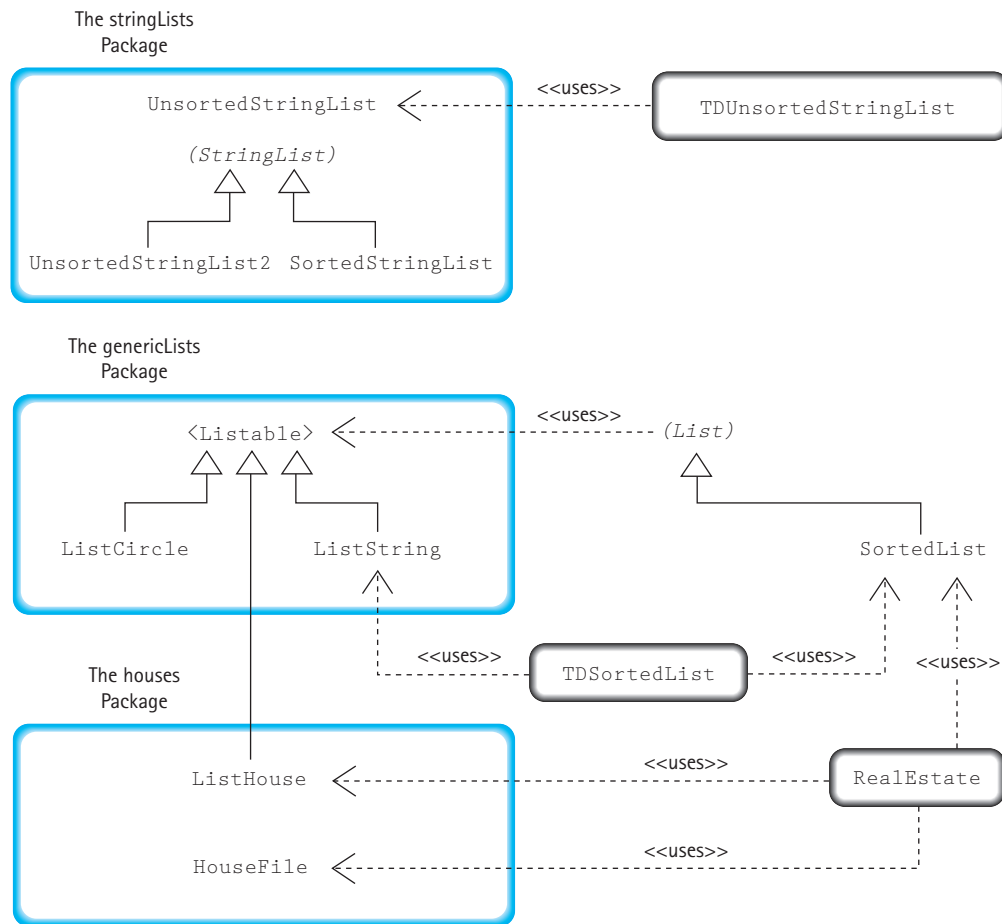 The stringLists
Package
UnsortedStringList
<<uses>>
TDUnsortedStringList
(StringList)
UnsortedStringList2
SortedStringList
The genericLists
Package
<Listable>
<<uses>>
(List)
ListCircle
ListString
SortedList
<<uses>>
TDSortedList
<<uses>>
<<uses>>
The houses
Package
ListHouse
<<uses>>
RealEstate
HouseFile
<<uses>>